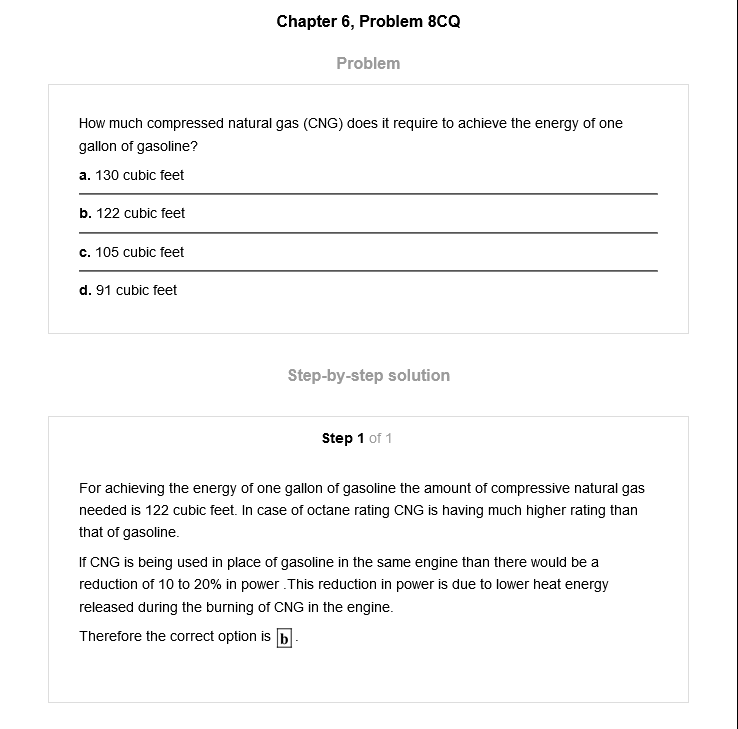 Chapter 6, Problem 8CQ
Problem
How much compressed natural gas (CNG) does it require to achieve the energy of one
gallon of gasoline?
a. 130 cubic feet
b. 122 cubic feet
c. 105 cubic feet
d. 91 cubic feet
Step-by-step solution
Step 1 of 1
For achieving the energy of one gallon of gasoline the amount of compressive natural gas
needed is 122 cubic feet. In case of octane rating CNG is having much higher rating than
that of gasoline.
If CNG is being used in place of gasoline in the same engine than there would be a
reduction of 10 to 20% in power .This reduction in power is due to lower heat energy
released during the burning of CNG in the engine.
Therefore the correct option is b .